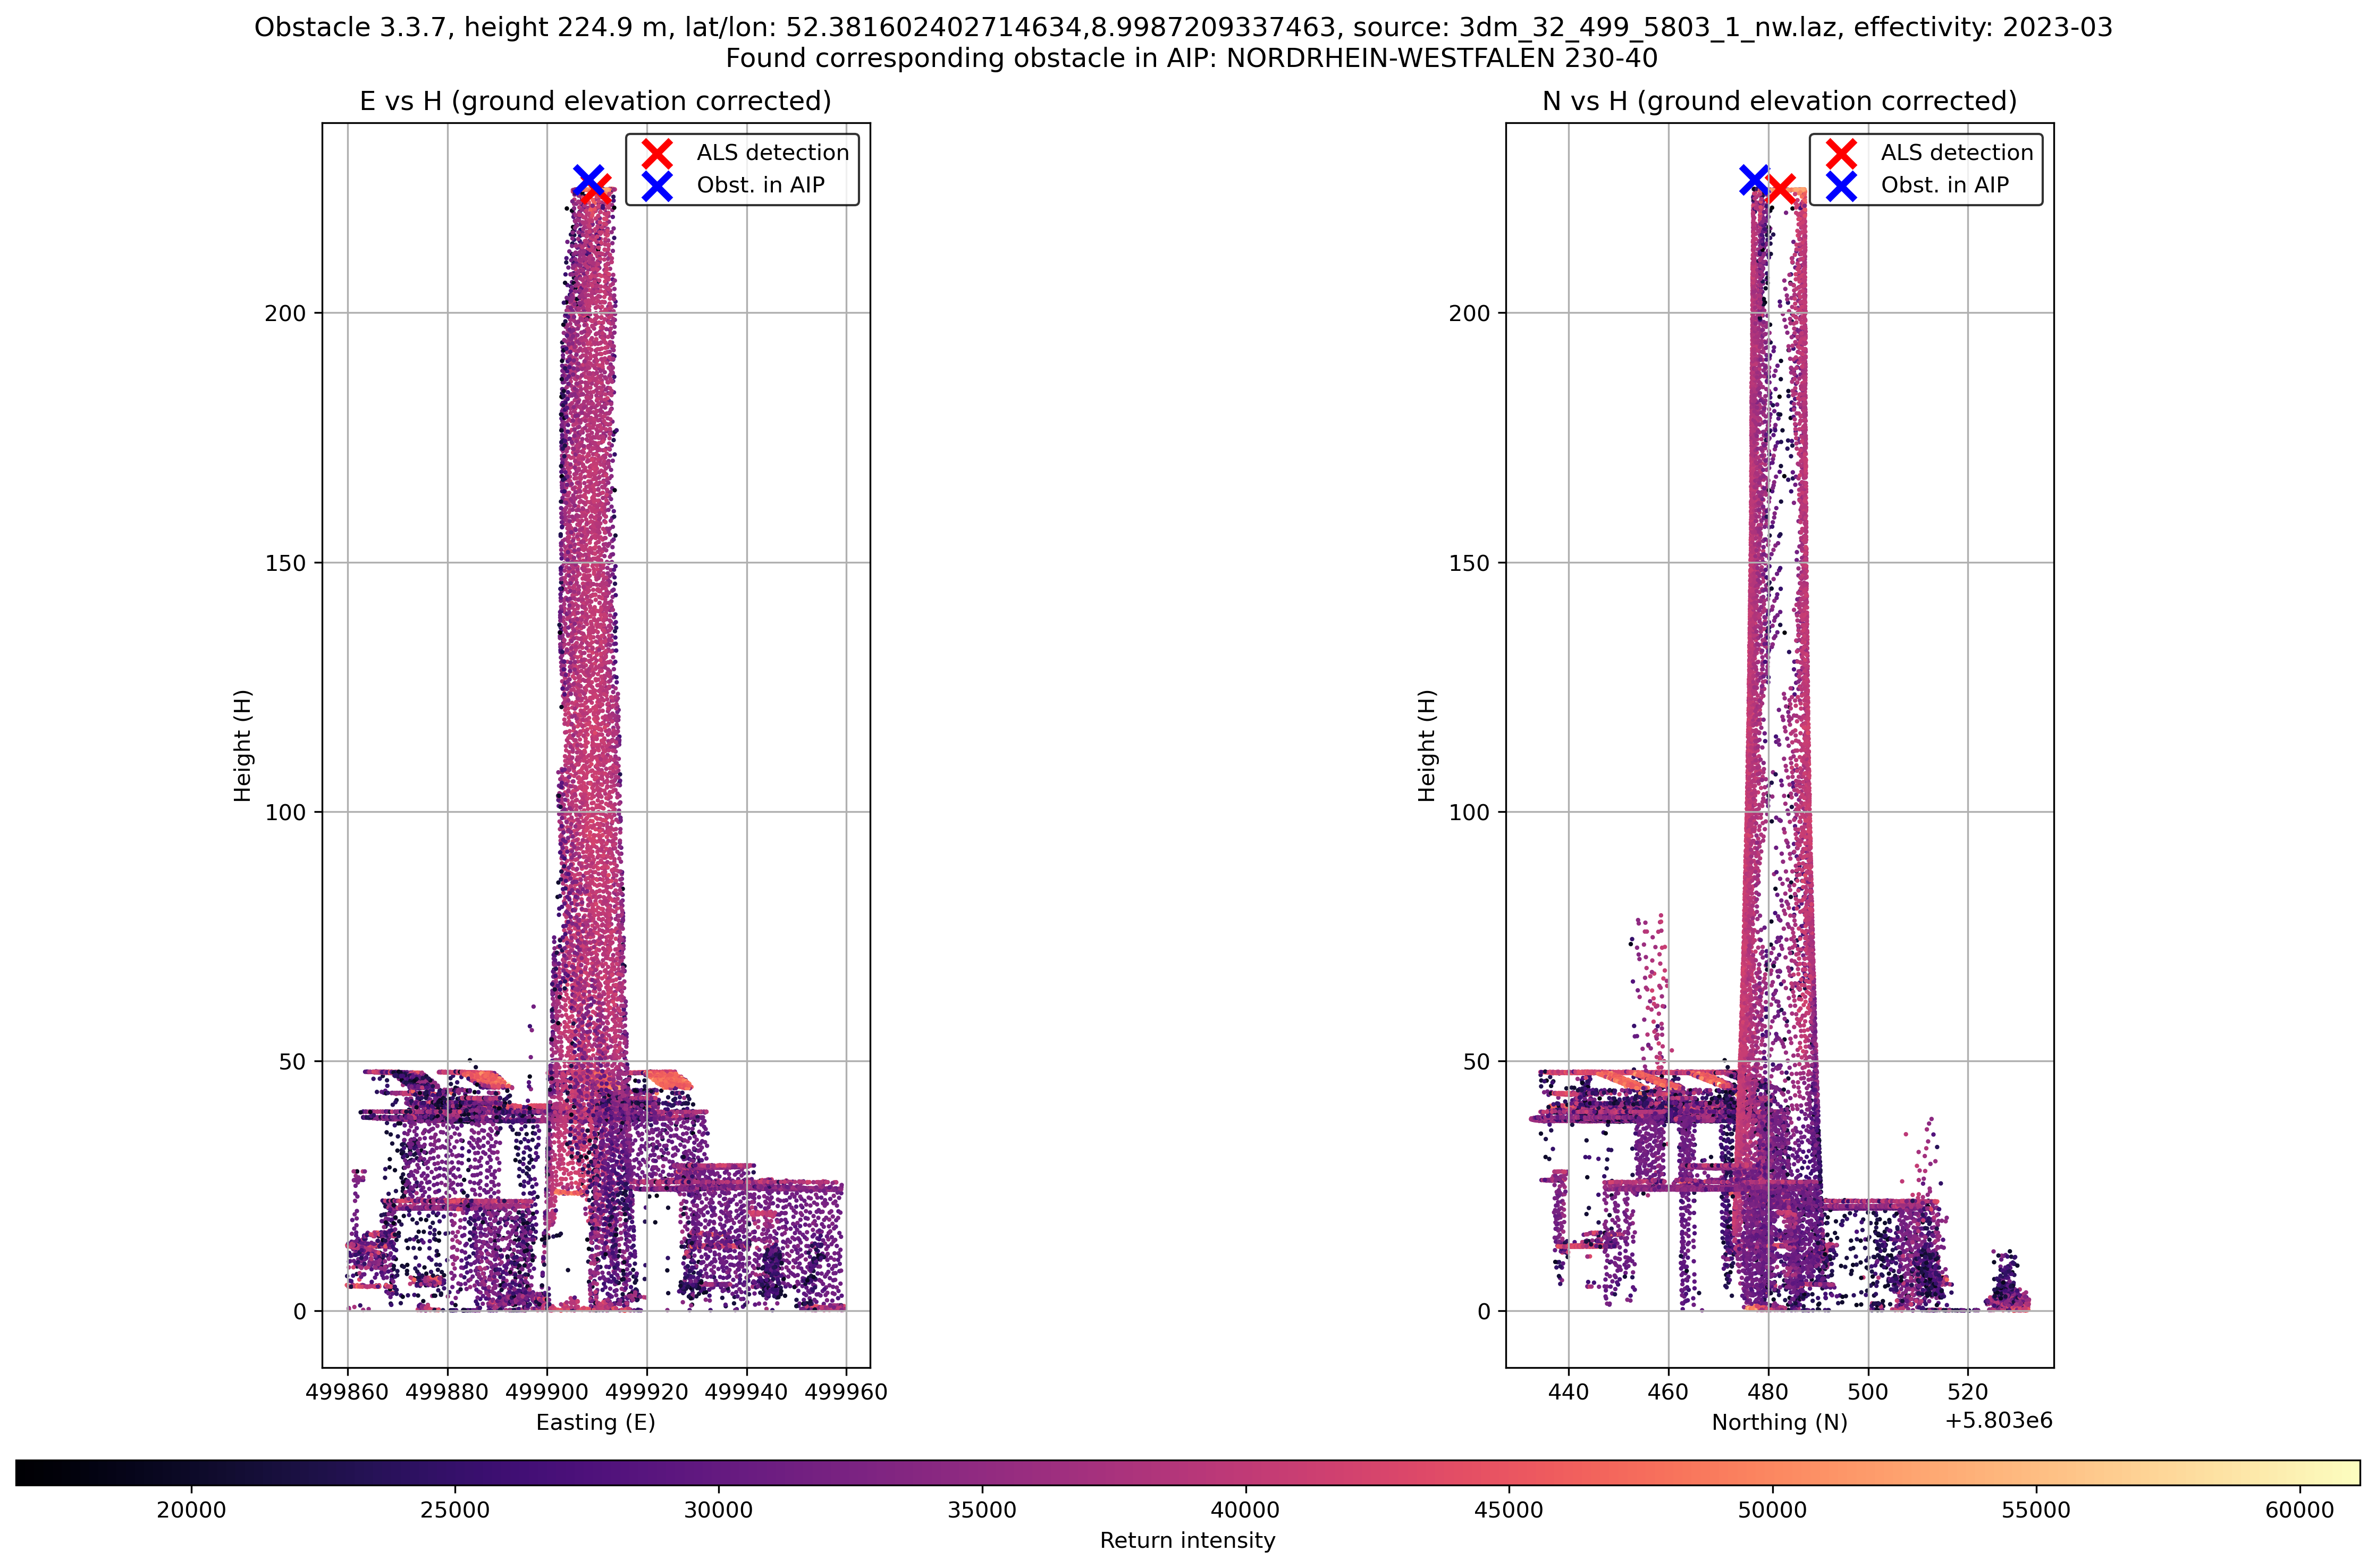 Obstacle 3.3.7, height 224.9 m, lat/lon: 52.381602402714634,8.9987209337463, source: 3dm_32_499_5803_1_nw.laz, effectivity: 2023-03
Found corresponding obstacle in AIP: NORDRHEIN-WESTFALEN 230-40
E vs H (ground elevation corrected)
ALS detection
Obst. in AIP
200
150
100
50
0
Height (H)
499860 499880 499900 499920 499940 499960
Easting (E)
N vs H (ground elevation corrected)
ALS detection
Obst. in AIP
200
150
100
50
0
Height (H)
440 460 480 500 520
Northing (N)
+5.803e6
20000 25000 30000 35000 40000 45000 50000 55000 60000
Return intensity